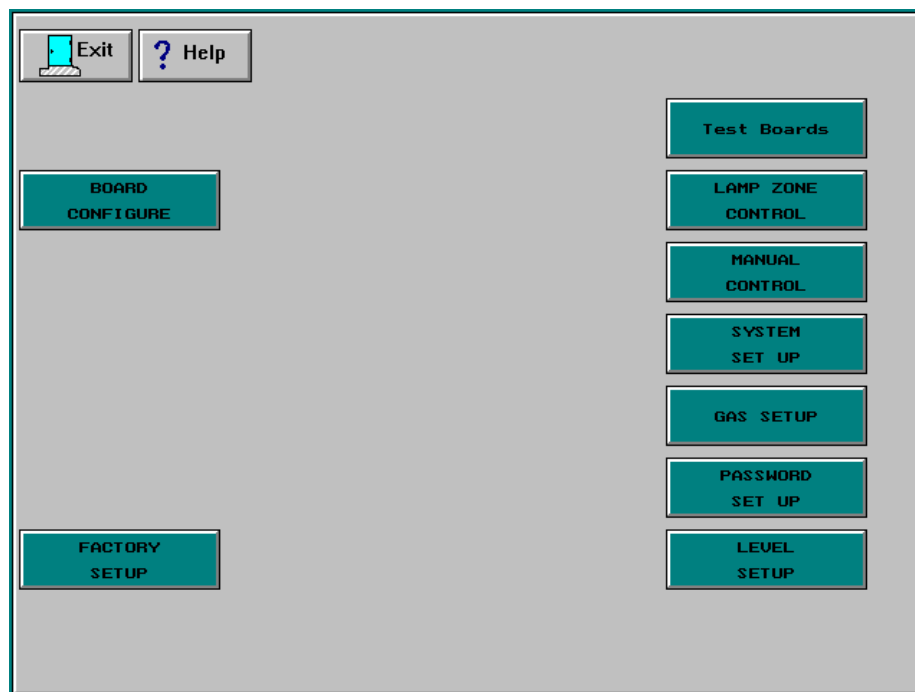 Exit
Help
Test Boards
BOARD
CONFIGURE
LAMP ZONE
CONTROL
MANUAL
CONTROL
SYSTEM
SET UP
GAS SETUP
PASSWORD
SET UP
FACTORY
SETUP
LEVEL
SETUP